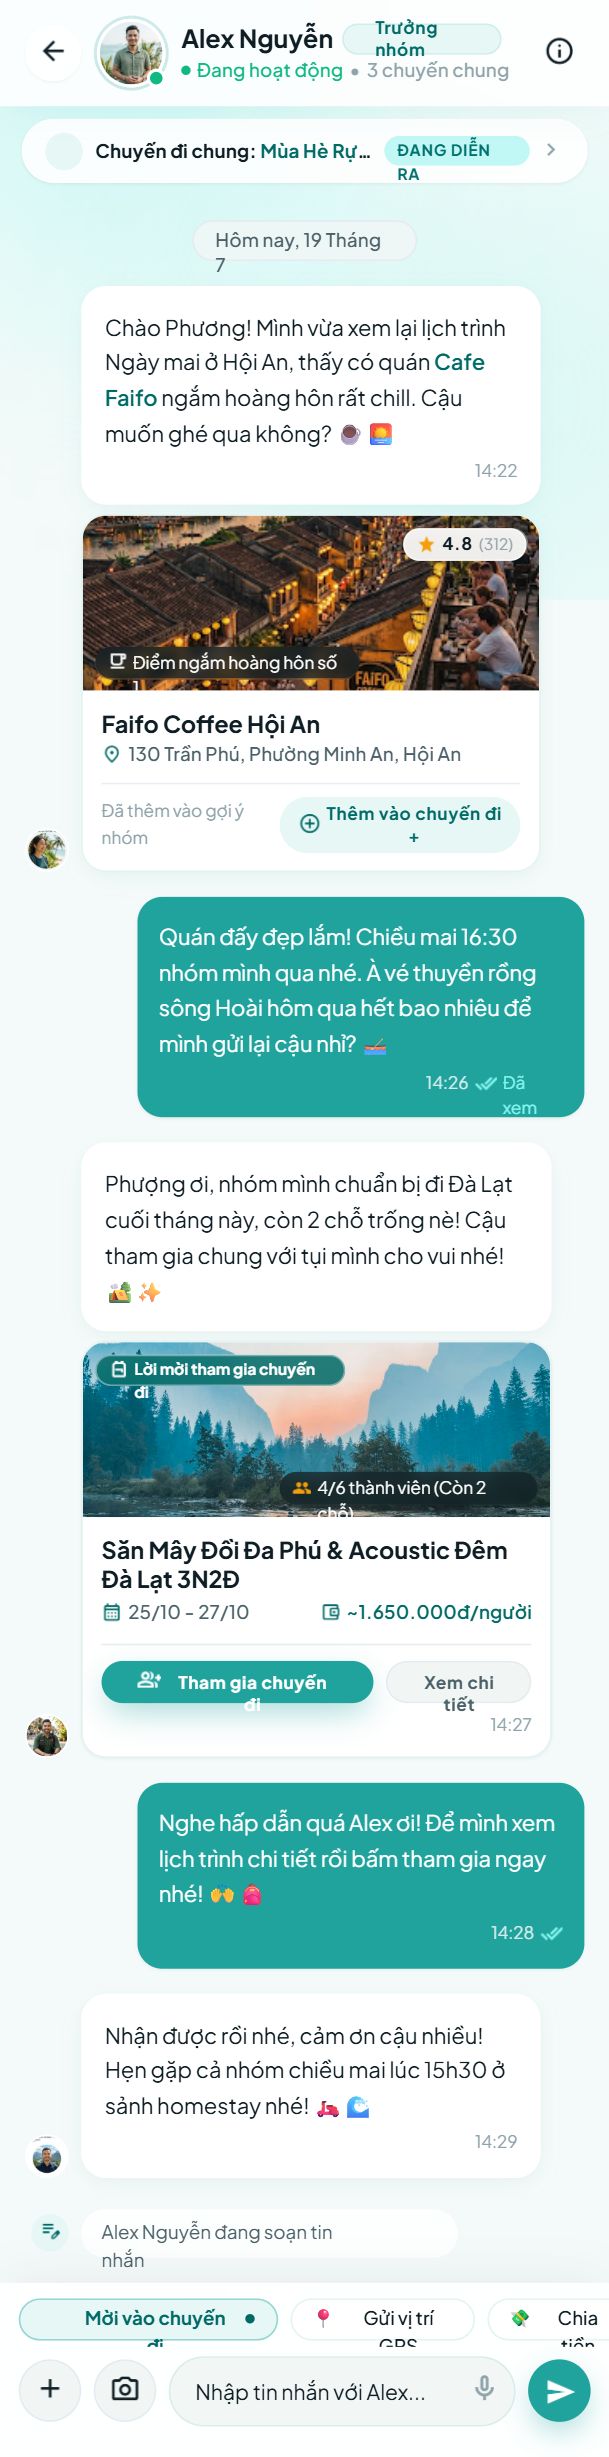 Alex Nguyễn
Trưởng
nhóm
Đang hoạt động • 3 chuyến chung
Chuyến đi chung: Mùa Hè Rự...
ĐANG DIỄN
RA
Hôm nay, 19 Tháng
7
Chào Phương! Mình vừa xem lại lịch trình
Ngày mai ở Hội An, thấy có quán Cafe
Faifo ngắm hoàng hôn rất chill. Cậu
muốn ghé qua không? ☕ 🌅
14:22
4.8 (312)
Điểm ngắm hoàng hôn số
1
FAIFO
Faifo Coffee Hội An
130 Trần Phú, Phường Minh An, Hội An
Đã thêm vào gợi ý
nhóm
Thêm vào chuyến đi
+
Quán đấy đẹp lắm! Chiều mai 16:30
nhóm mình qua nhé. À vé thuyền rồng
sông Hoài hôm qua hết bao nhiêu để
mình gửi lại cậu nhỉ? 🚣
14:26 Đã
xem
Phượng ơi, nhóm mình chuẩn bị đi Đà Lạt
cuối tháng này, còn 2 chỗ trống nè! Cậu
tham gia chung với tụi mình cho vui nhé!
🏕️ ✨
Lời mời tham gia chuyến
đi
4/6 thành viên (Còn 2
chỗ)
Săn Mây Đồi Đa Phú & Acoustic Đêm
Đà Lạt 3N2Đ
25/10 - 27/10
~1.650.000đ/người
Tham gia chuyến
đi
Xem chi
tiết
14:27
Nghe hấp dẫn quá Alex ơi! Để mình xem
lịch trình chi tiết rồi bấm tham gia ngay
nhé! 🙌 🎒
14:28
Nhận được rồi nhé, cảm ơn cậu nhiều!
Hẹn gặp cả nhóm chiều mai lúc 15h30 ở
sảnh homestay nhé! 🛵 🌊
14:29
Alex Nguyễn đang soạn tin
nhắn
Mời vào chuyến
đi
Gửi vị trí
GPS
Chia
tiền
Nhập tin nhắn với Alex...